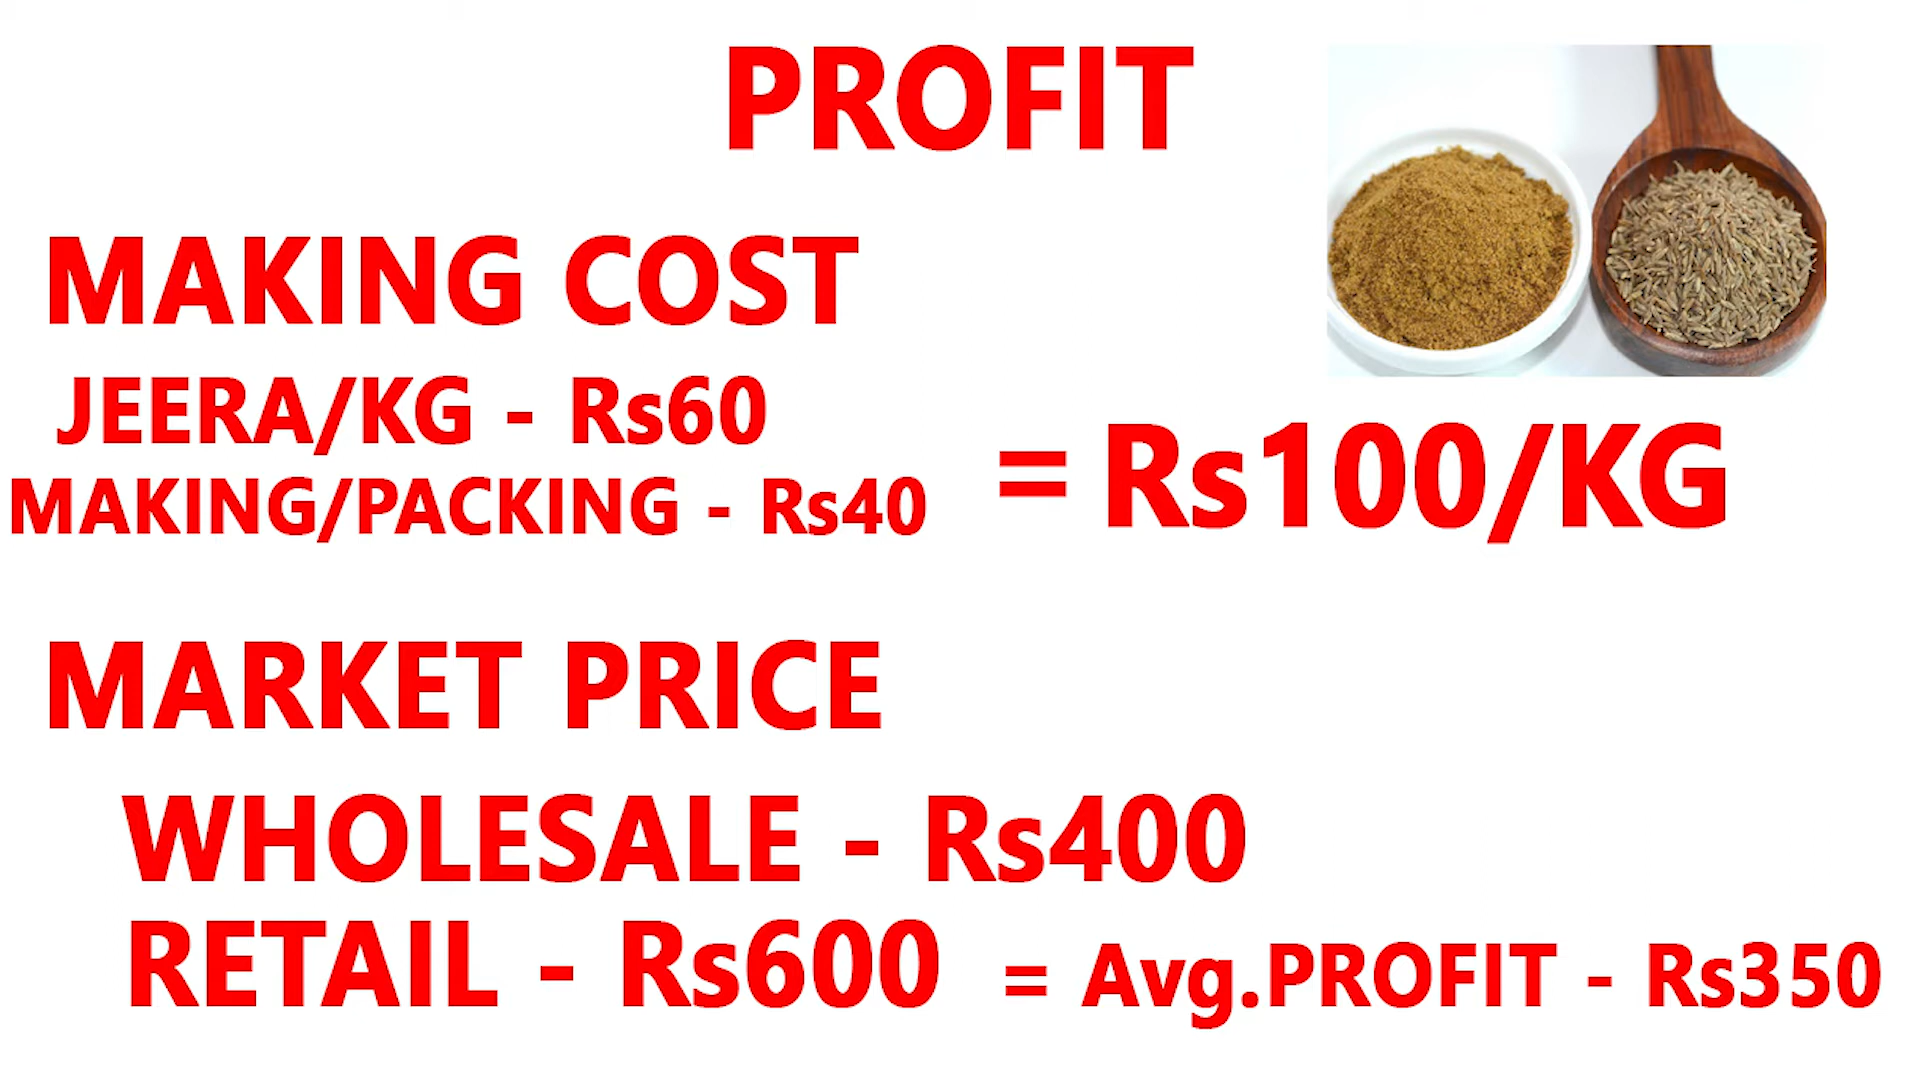 PROFIT
MAKING COST
JEERA/KG - Rs60
MAKING/PACKING - Rs40
= Rs100/KG
MARKET PRICE
WHOLESALE - Rs400
RETAIL - Rs600 = Avg.PROFIT - Rs350